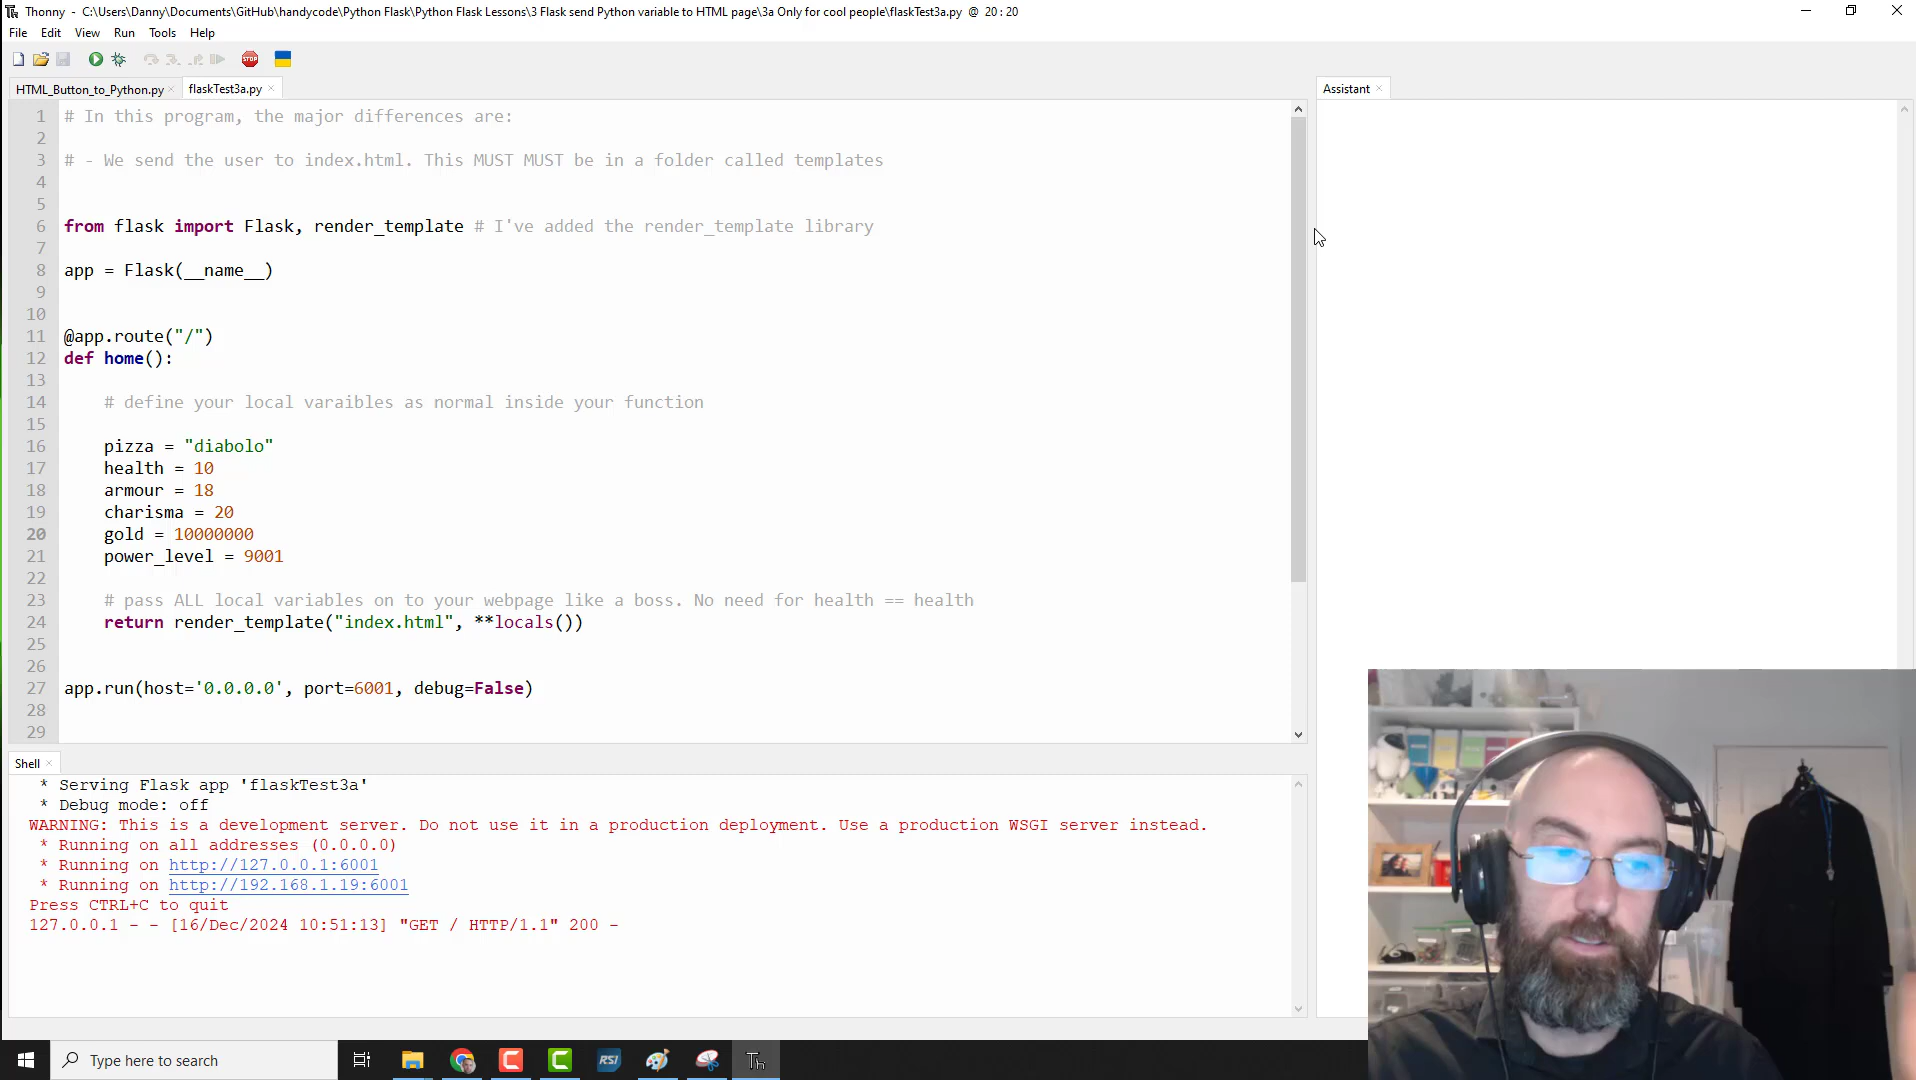 Thonny - C:\Users\Danny\Documents\GitHub\handycode\Python Flask\Python Flask Lessons\3 Flask send Python variable to HTML page\3a Only for cool people\flaskTest3a.py @ 20 : 20
File Edit View Run Tools Help
STOP
HTML_Button_to_Python.py × flaskTest3a.py × Assistant ×
1 # In this program, the major differences are:
2
3 # - We send the user to index.html. This MUST MUST be in a folder called templates
4
5
6 from flask import Flask, render_template # I've added the render_template library
7
8 app = Flask(__name__)
9
10
11 @app.route("/")
12 def home():
13
14 # define your local varaibles as normal inside your function
15
16 pizza = "diabolo"
17 health = 10
18 armour = 18
19 charisma = 20
20 gold = 10000000
21 power_level = 9001
22
23 # pass ALL local variables on to your webpage like a boss. No need for health == health
24 return render_template("index.html", **locals())
25
26
27 app.run(host='0.0.0.0', port=6001, debug=False)
28
29
Shell ×
* Serving Flask app 'flaskTest3a'
* Debug mode: off
WARNING: This is a development server. Do not use it in a production deployment. Use a production WSGI server instead.
* Running on all addresses (0.0.0.0)
* Running on http://127.0.0.1:6001
* Running on http://192.168.1.19:6001
Press CTRL+C to quit
127.0.0.1 - - [16/Dec/2024 10:51:13] "GET / HTTP/1.1" 200 -
Type here to search
RSI
Th